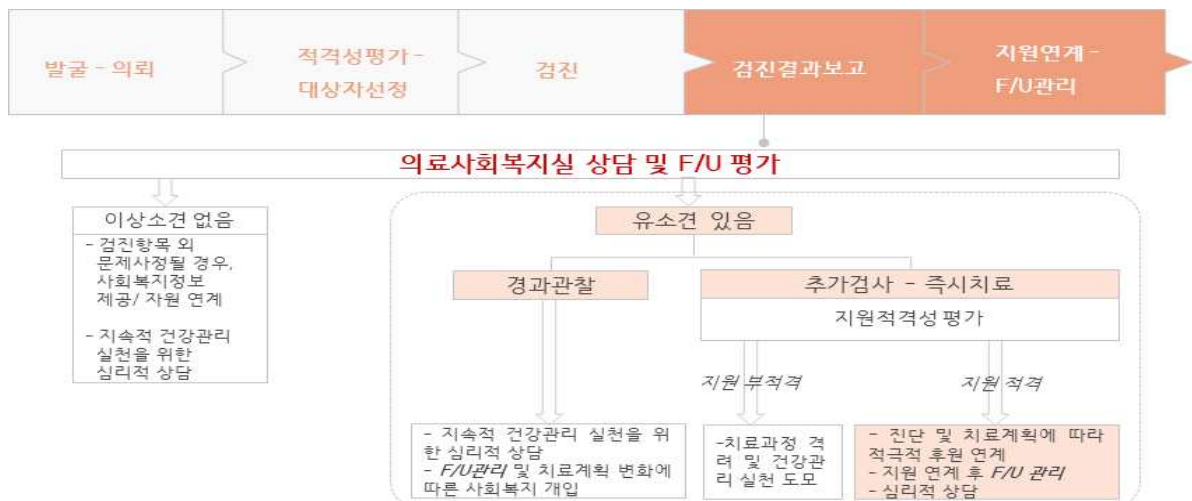 발굴 - 의뢰
적격성평가 -
대상자선정
검진
검진결과보고
지원연계 -
F/U관리
의료사회복지실 상담 및 F/U 평가
이상소견 없음
- 검진항목 외
문제사정될 경우,
사회복지정보
제공/ 자원 연계
- 지속적 건강관리
실천을 위한
심리적 상담
유소견 있음
경과관찰
추가검사 - 즉시치료
지원적격성 평가
지원 부적격
지원 적격
- 지속적 건강관리 실천을 위
한 심리적 상담
- F/U관리 및 치료계획 변화에
따른 사회복지 개입
-치료과정 격
려 및 건강관
리 실천 도모
- 진단 및 치료계획에 따라
적극적 후원 연계
- 지원 연계 후 F/U 관리
- 심리적 상담